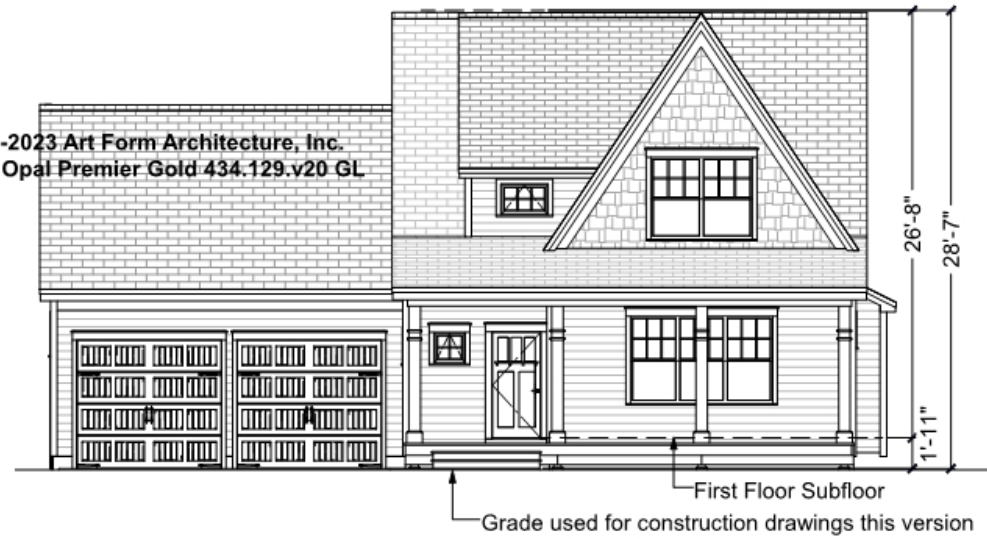 -2023 Art Form Architecture, Inc.
Opal Premier Gold 434.129.v20 GL
26'-8"
28'-7"
1'-11"
First Floor Subfloor
Grade used for construction drawings this version